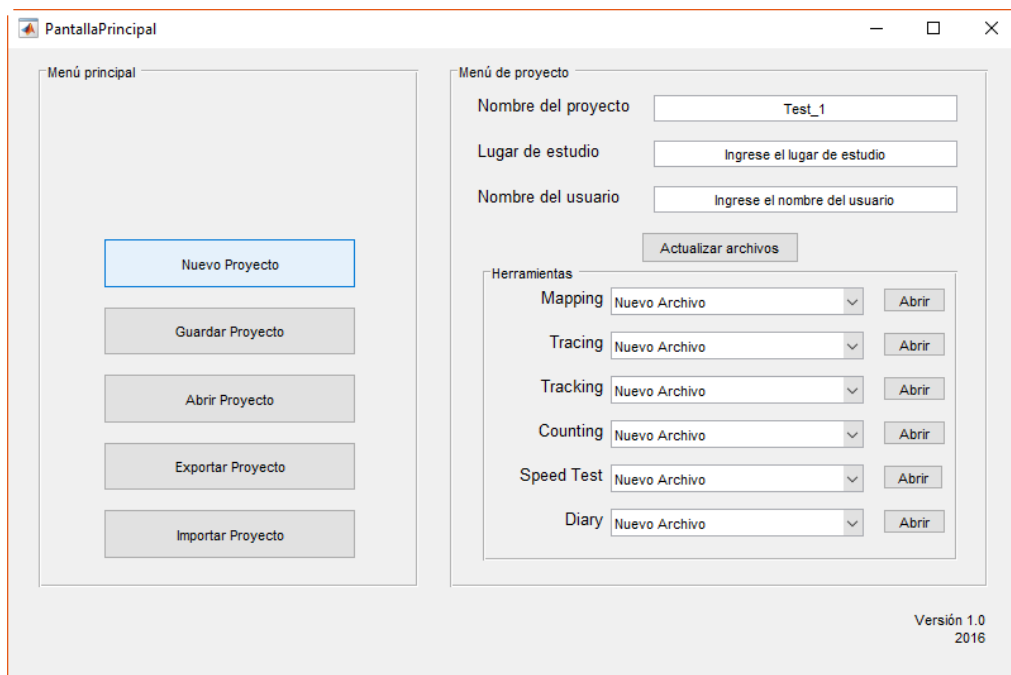 PantallaPrincipal
Menú principal
Nuevo Proyecto
Guardar Proyecto
Abrir Proyecto
Exportar Proyecto
Importar Proyecto
Menú de proyecto
Nombre del proyecto Test_1
Lugar de estudio Ingrese el lugar de estudio
Nombre del usuario Ingrese el nombre del usuario
Actualizar archivos
Herramientas
Mapping Nuevo Archivo Abrir
Tracing Nuevo Archivo Abrir
Tracking Nuevo Archivo Abrir
Counting Nuevo Archivo Abrir
Speed Test Nuevo Archivo Abrir
Diary Nuevo Archivo Abrir
Versión 1.0
2016